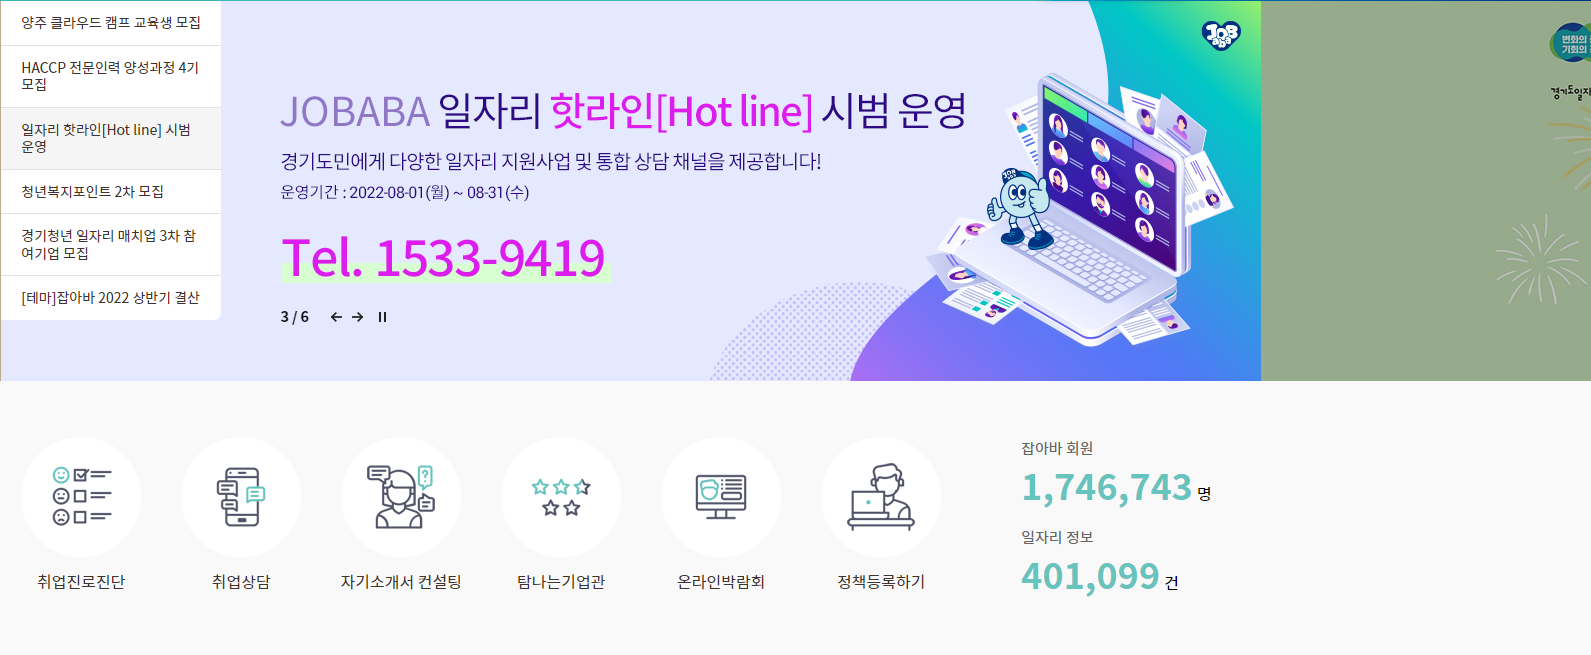 양주 클라우드 캠프 교육생 모집
HACCP 전문인력 양성과정 4기
모집
일자리 핫라인[Hot line] 시범
운영
청년복지포인트 2차 모집
경기청년 일자리 매치업 3차 참
여기업 모집
[테마]잡아바 2022 상반기 결산
JOB
aba
JOBABA 일자리 핫라인[Hot line] 시범 운영
경기도민에게 다양한 일자리 지원사업 및 통합 상담 채널을 제공합니다!
운영기간 : 2022-08-01(월) ~ 08-31(수)
Tel. 1533-9419
3 / 6
변화의
기회의
취업진로진단
취업상담
자기소개서 컨설팅
탐나는기업관
온라인박람회
정책등록하기
잡아바 회원
1,746,743 명
일자리 정보
401,099 건